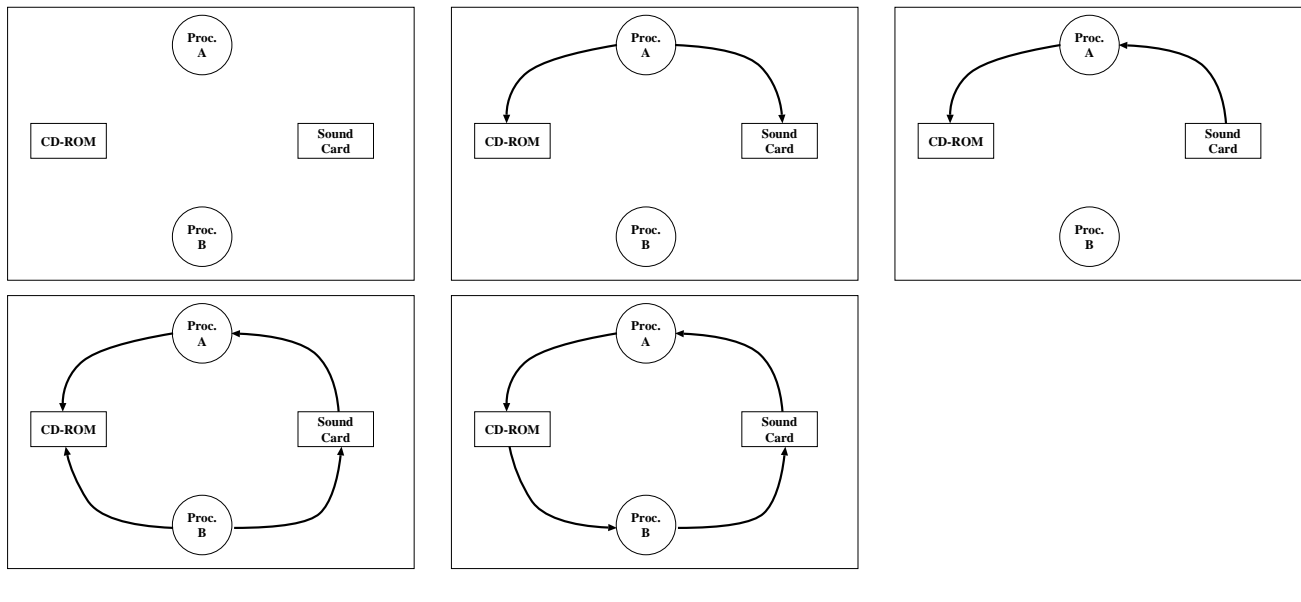 Proc.
A
CD-ROM
Sound
Card
Proc.
B
Proc.
A
CD-ROM
Sound
Card
Proc.
B
Proc.
A
CD-ROM
Sound
Card
Proc.
B
Proc.
A
CD-ROM
Sound
Card
Proc.
B
Proc.
A
CD-ROM
Sound
Card
Proc.
B